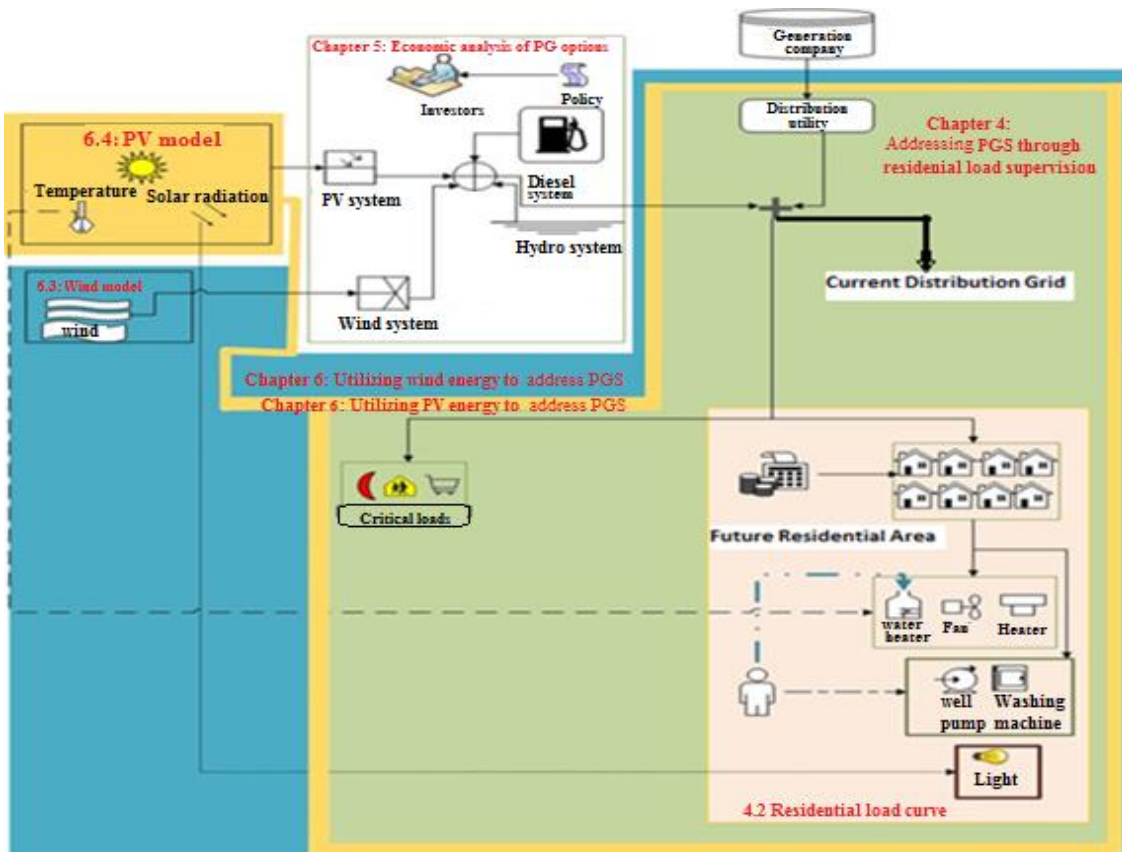 Chapter 5: Economic analysis of PG options
Investors
Policy
Generation
company
Distribution
utility
Chapter 4:
Addressing PGS through
residenial load supervision
6.4: PV model
Temperature
Solar radiation
PV system
Diesel
system
Hydro system
6.3: Wind model
wind
Wind system
Current Distribution Grid
Chapter 6: Utilizing wind energy to address PGS
Chapter 6: Utilizing PV energy to address PGS
Critical loads
Future Residential Area
water
heater
Fan
Heater
well
pump
Washing
machine
Light
4.2 Residential load curve